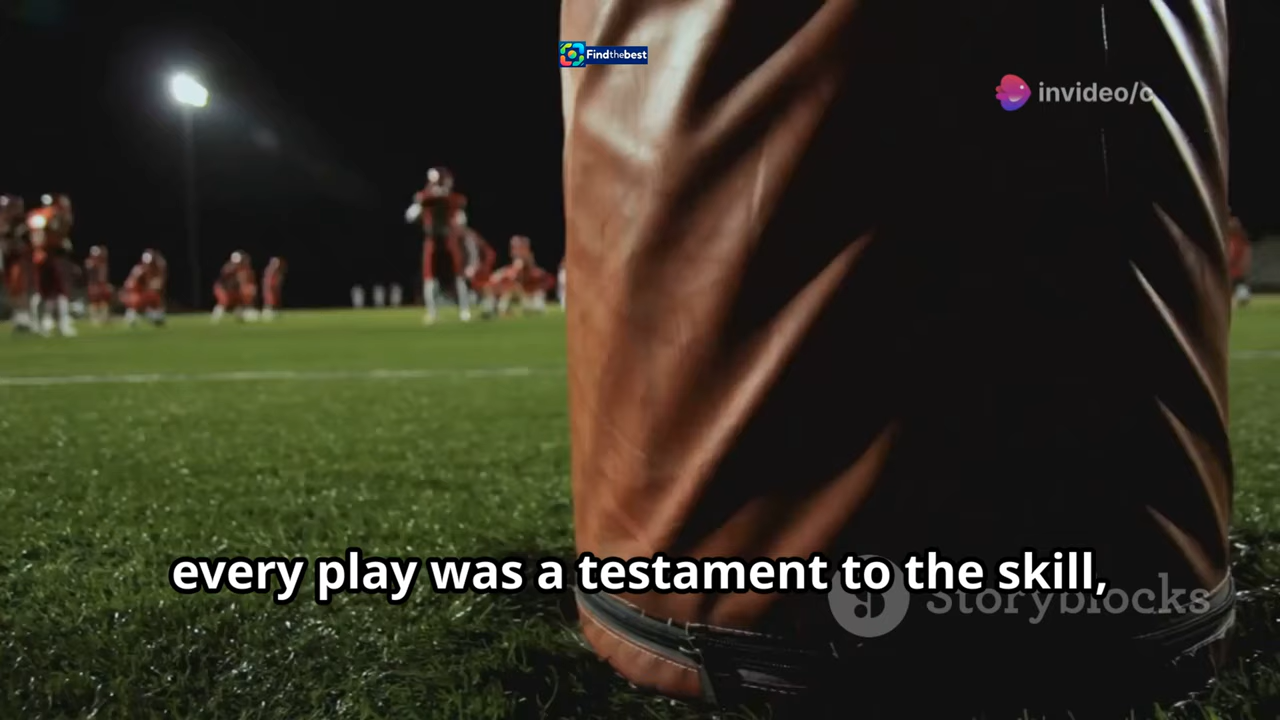 Findthebest
invideo/c
every play was a testament to the skill,
Storyblocks